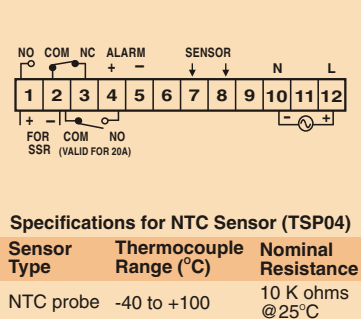 NO COM NC ALARM SENSOR
+ −
N L
1 2 3 4 5 6 7 8 9 10 11 12
+ − − +
FOR SSR COM NO
(VALID FOR 20A)
Specifications for NTC Sensor (TSP04)
Sensor Type Thermocouple Range (°C) Nominal Resistance
NTC probe -40 to +100 10 K ohms @25°C